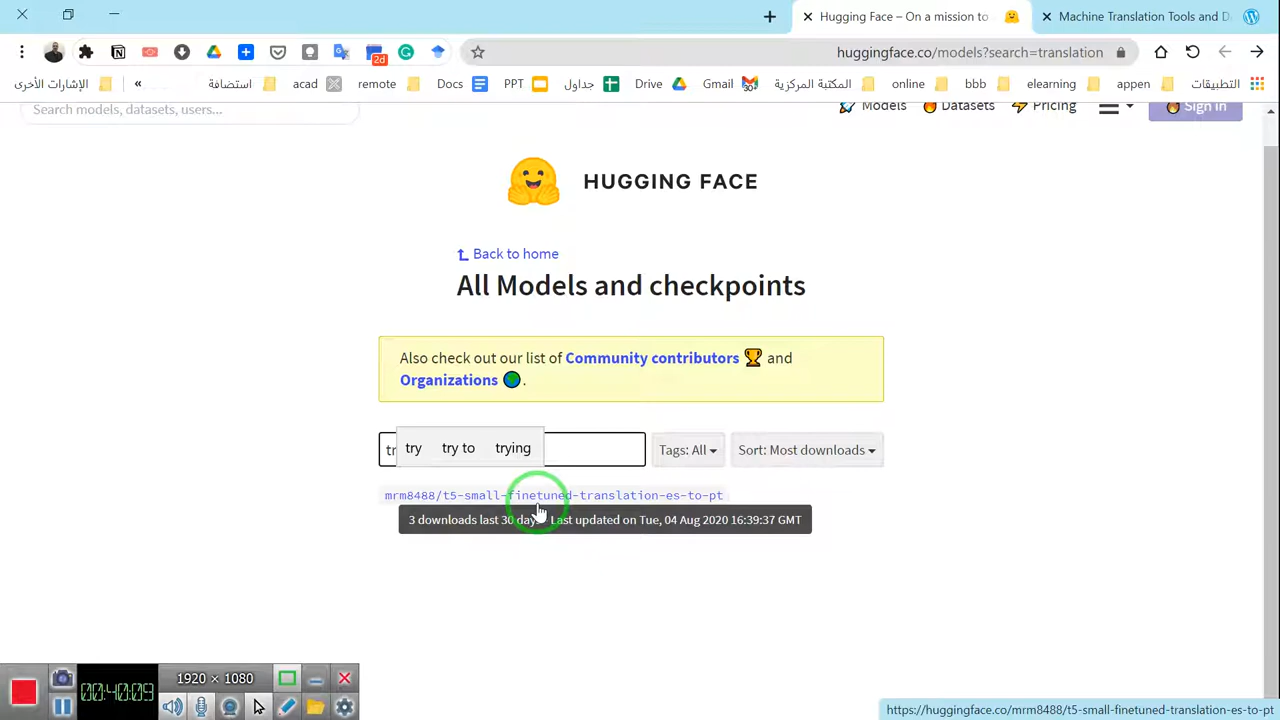 Hugging Face – On a mission to
Machine Translation Tools and D
2d
huggingface.co/models?search=translation
الإشارات الأخرى
«
استضافة
acad
remote
Docs
PPT
جداول
Drive
Gmail
المكتبة المركزية
online
bbb
elearning
appen
التطبيقات
Search models, datasets, users...
Models
Datasets
Pricing
Sign in
HUGGING FACE
Back to home
All Models and checkpoints
Also check out our list of Community contributors 🏆 and
Organizations 🌍.
tr
try
try to
trying
Tags: All
Sort: Most downloads
mrm8488/t5-small-finetuned-translation-es-to-pt
3 downloads last 30 days Last updated on Tue, 04 Aug 2020 16:39:37 GMT
1920 × 1080
00:40:09
https://huggingface.co/mrm8488/t5-small-finetuned-translation-es-to-pt